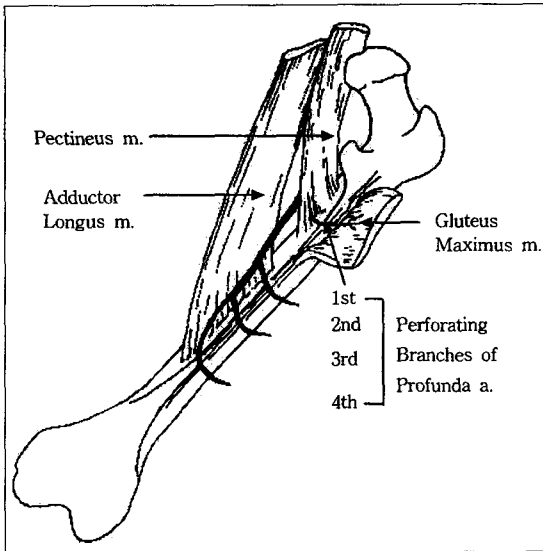 Pectineus m.
Adductor
Longus m.
Gluteus
Maximus m.
1st
2nd
3rd
4th
Perforating
Branches of
Profunda a.